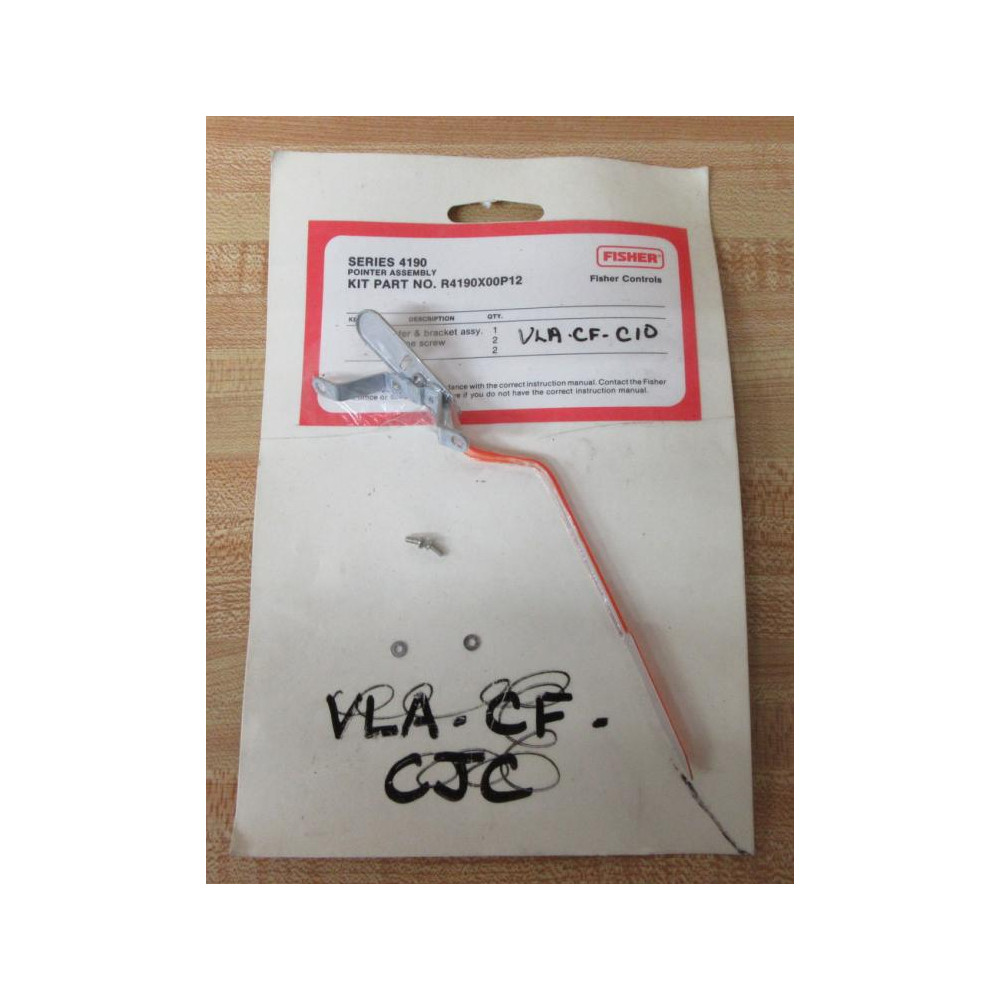 SERIES 4190
POINTER ASSEMBLY
KIT PART NO. R4190X00P12
FISHER®
Fisher Controls
DESCRIPTION QTY.
& bracket assy. 1
screw 2
2
VLA-CF-C10
with the correct instruction manual. Contact the Fisher
or if you do not have the correct instruction manual.
VLA-CF-
CJC